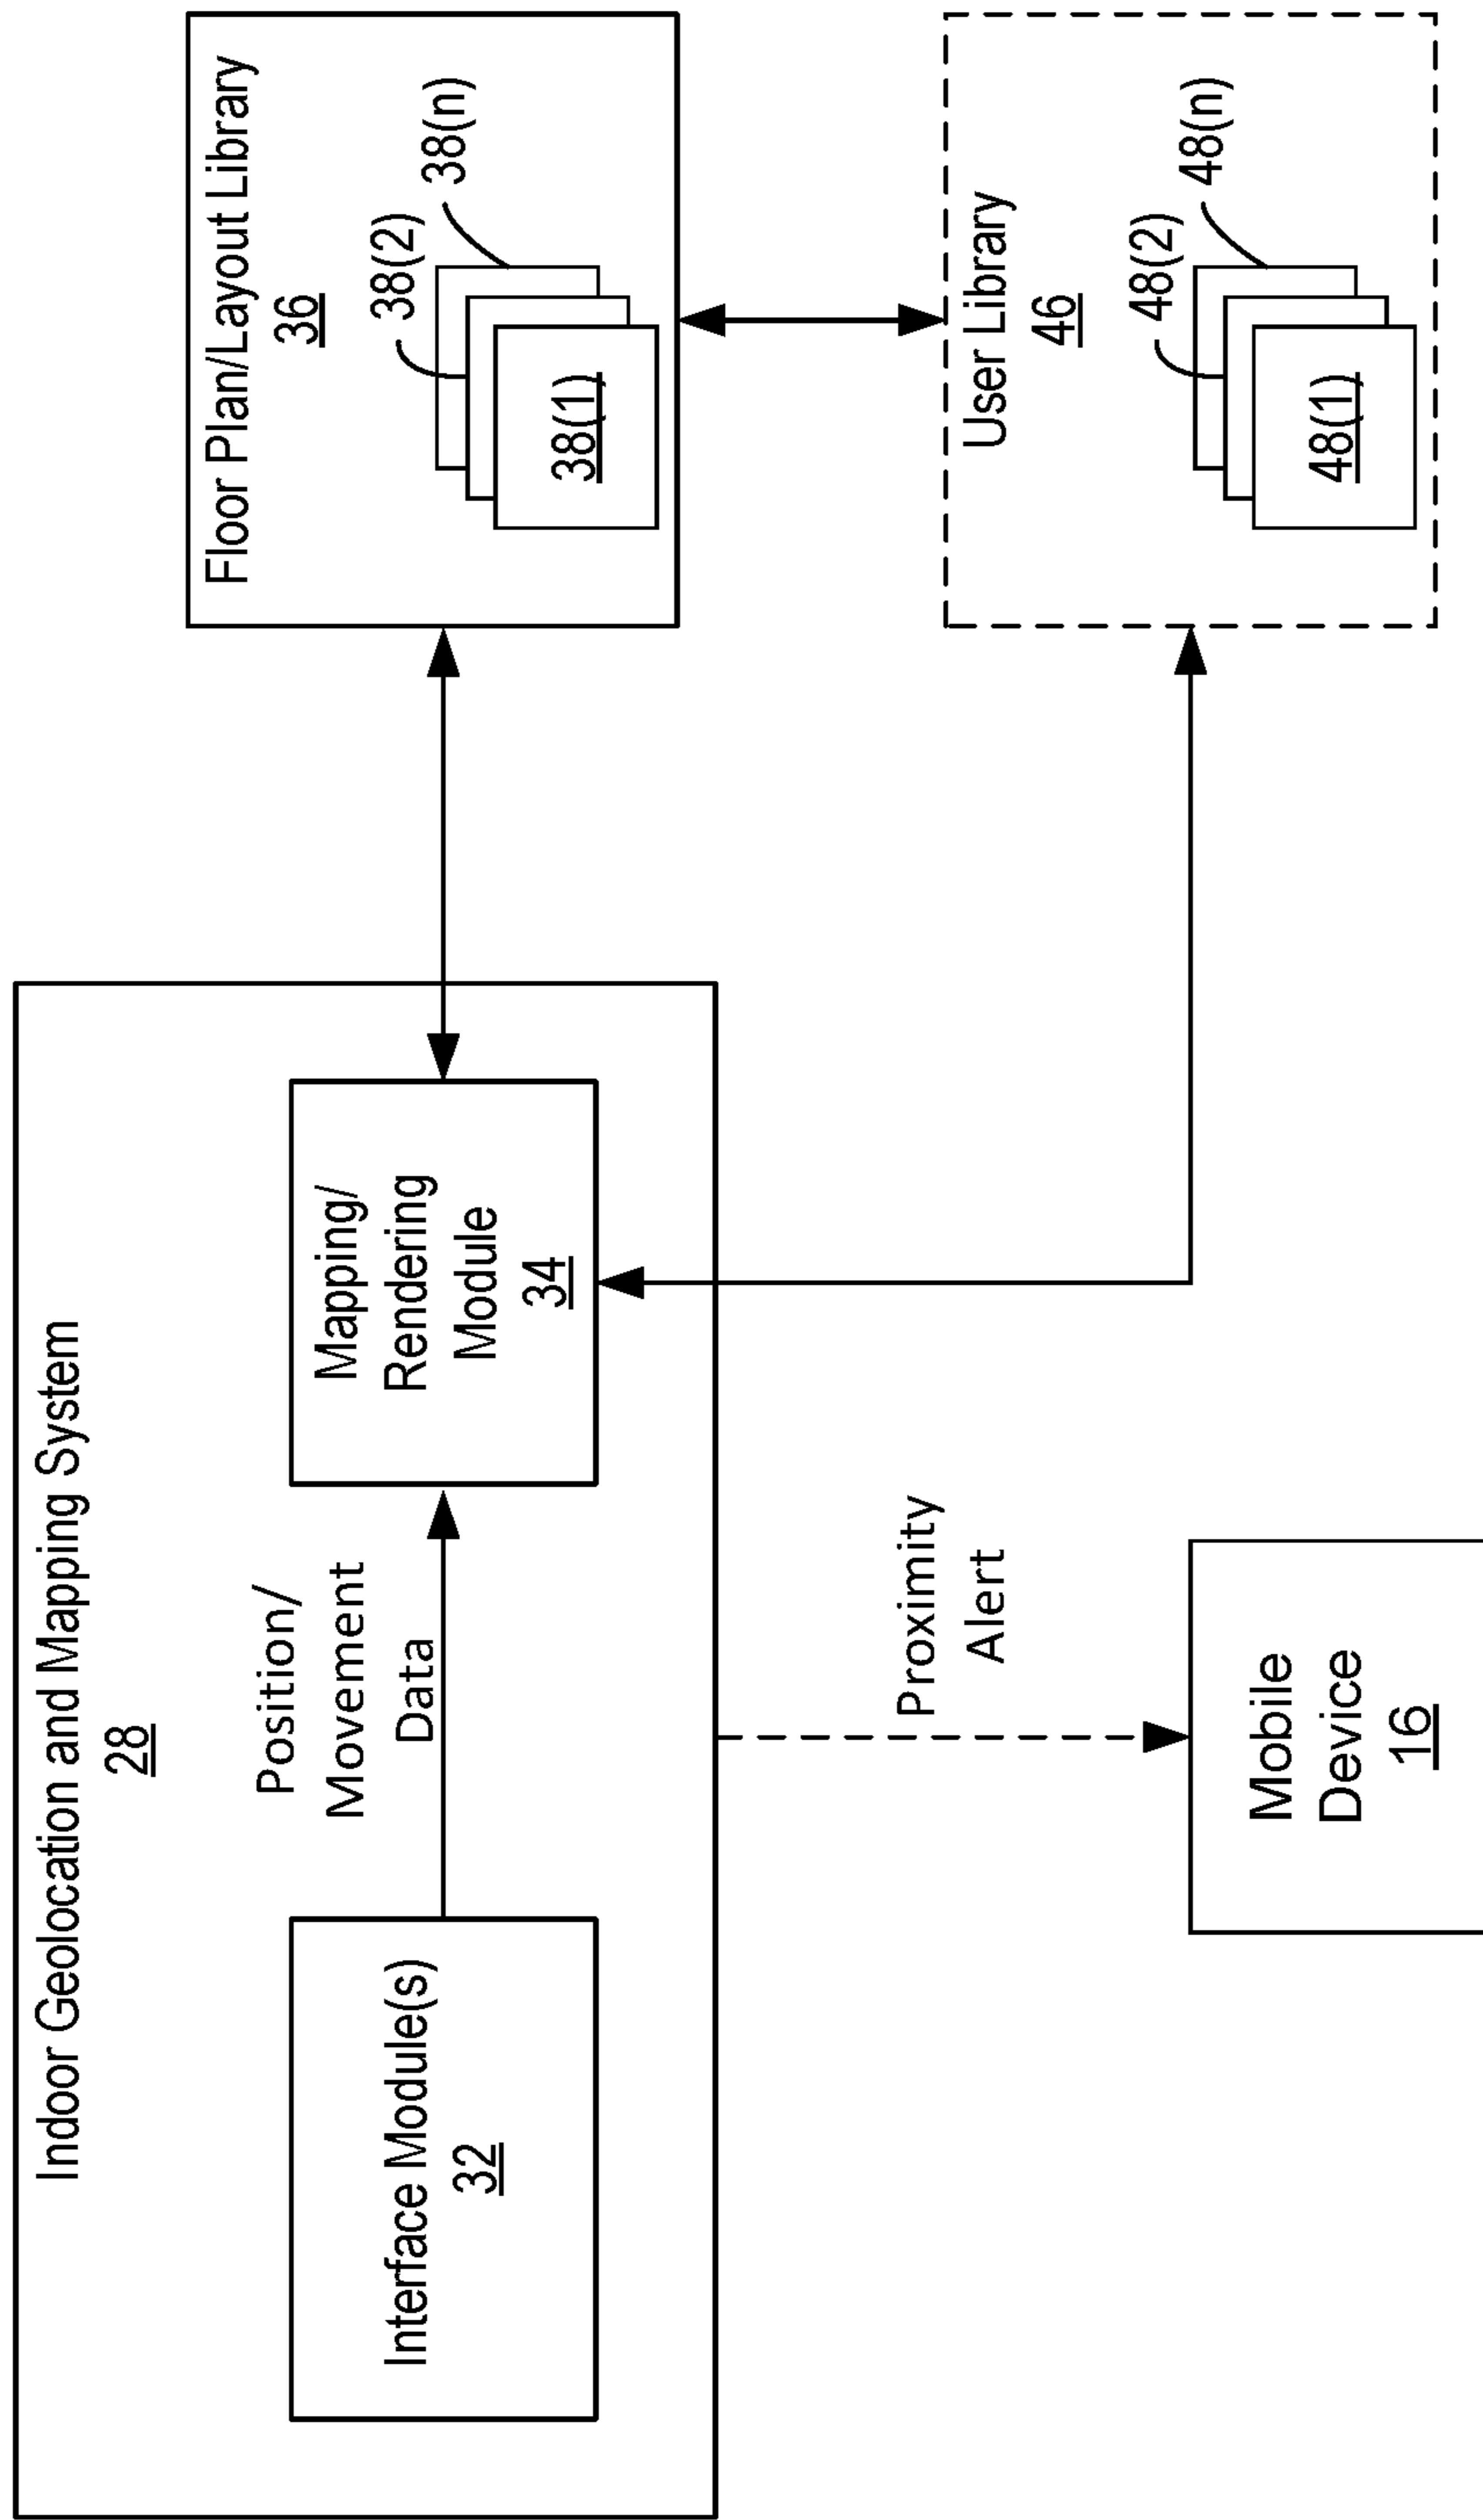 Indoor Geolocation and Mapping System
28
Interface Module(s)
32
Position/
Movement
Data
Mapping/
Rendering
Module
34
Floor Plan/Layout Library
36
38(1)
38(2)
38(n)
User Library
46
48(1)
48(2)
48(n)
Proximity
Alert
Mobile
Device
16